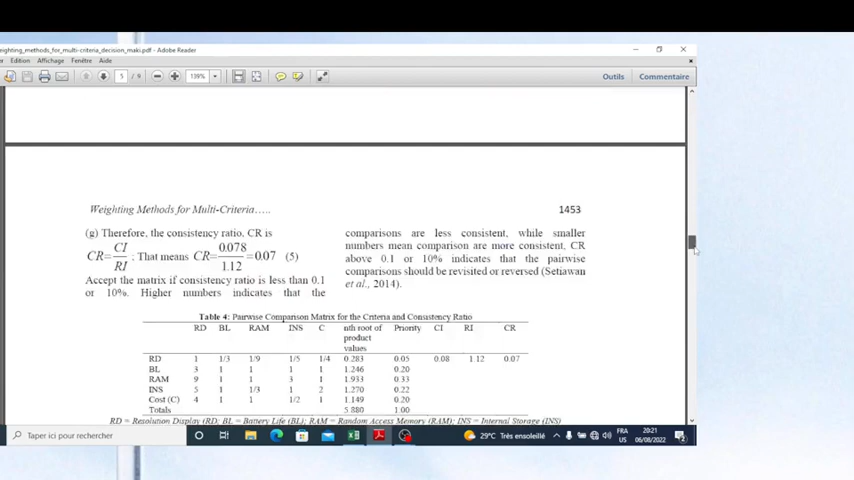 eighting_methods_for_multi-criteria_decision_maki.pdf - Adobe Reader
Edition Affichage Fenêtre Aide
5 / 9 139% Outils Commentaire
Weighting Methods for Multi-Criteria….. 1453
(g) Therefore, the consistency ratio, CR is
CR= CI/RI ; That means CR= 0.078/1.12 =0.07 (5)
Accept the matrix if consistency ratio is less than 0.1
or 10%. Higher numbers indicates that the
comparisons are less consistent, while smaller
numbers mean comparison are more consistent. CR
above 0.1 or 10% indicates that the pairwise
comparisons should be revisited or reversed (Setiawan
et al., 2014).
Table 4: Pairwise Comparison Matrix for the Criteria and Consistency Ratio
RD BL RAM INS C nth root of product values Priority CI RI CR
RD 1 1/3 1/9 1/5 1/4 0.283 0.05 0.08 1.12 0.07
BL 3 1 1 1 1 1.246 0.20
RAM 9 1 1 3 1 1.933 0.33
INS 5 1 1/3 1 2 1.270 0.22
Cost (C) 4 1 1 1/2 1 1.149 0.20
Totals 5.880 1.00
RD = Resolution Display (RD; BL = Battery Life (BL); RAM = Random Access Memory (RAM); INS = Internal Storage (INS)
Taper ici pour rechercher
29°C Très ensoleillé
FRA
US
20:21
06/08/2022
2